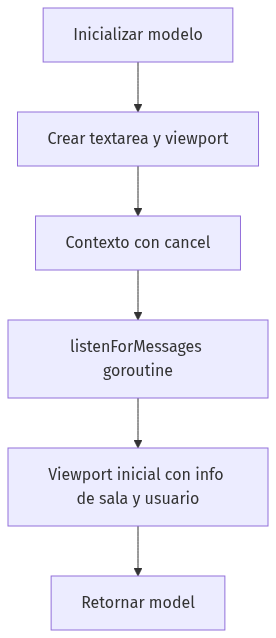 Inicializar modelo
Crear textarea y viewport
Contexto con cancel
listenForMessages
goroutine
Viewport inicial con info
de sala y usuario
Retornar model